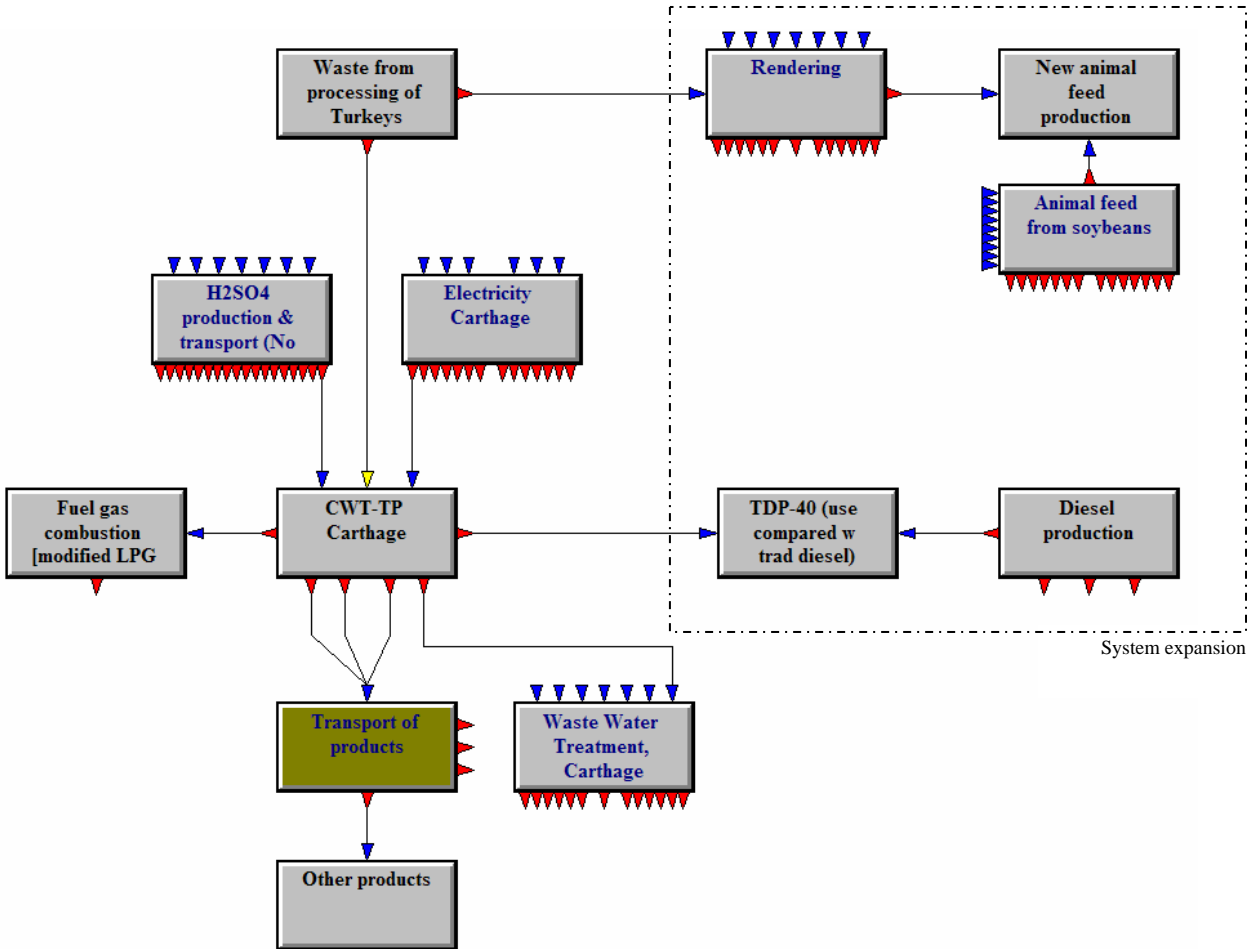 Waste from
processing of
Turkeys
Rendering
New animal
feed
production
Animal feed
from soybeans
H2SO4
production &
transport (No
Electricity
Carthage
Fuel gas
combustion
[modified LPG
CWT-TP
Carthage
TDP-40 (use
compared w
trad diesel)
Diesel
production
System expansion
Transport of
products
Waste Water
Treatment,
Carthage
Other products